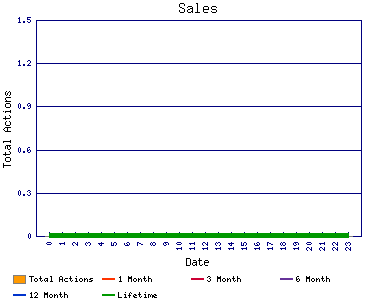 Sales
Total Actions
1.5
1.2
0.9
0.6
0.3
0
0 1 2 3 4 5 6 7 8 9 10 11 12 13 14 15 16 17 18 19 20 21 22 23
Date
Total Actions 1 Month 3 Month 6 Month
12 Month Lifetime